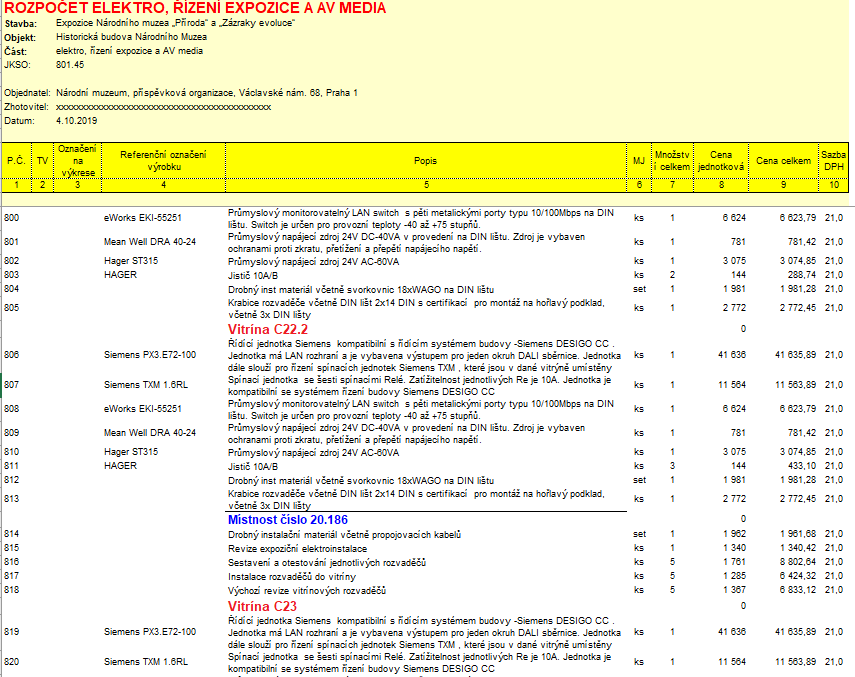 ROZPOČET ELEKTRO, ŘÍZENÍ EXPOZICE A AV MEDIA
Stavba: Expozice Národního muzea „Příroda“ a „Zázraky evoluce“
Objekt: Historická budova Národního Muzea
Část: elektro, řízení expozice a AV media
JKSO: 801.45
Objednatel: Národní muzeum, příspěvková organizace, Václavské nám. 68, Praha 1
Zhotovitel: xxxxxxxxxxxxxxxxxxxxxxxxxxxxxxxxxxxxxxxxxxx
Datum: 4.10.2019
P.Č. TV Označení na výkrese Referenční označení výrobku Popis MJ Množstv í celkem Cena jednotková Cena celkem Sazba DPH
1 2 3 4 5 6 7 8 9 10
800 eWorks EKI-55251 Průmyslový monitorovatelný LAN switch s pěti metalickými porty typu 10/100Mbps na DIN lištu. Switch je určen pro provozní teploty -40 až +75 stupňů. ks 1 6 624 6 623,79 21,0
801 Mean Well DRA 40-24 Průmyslový napájecí zdroj 24V DC-40VA v provedení na DIN lištu. Zdroj je vybaven ochranami proti zkratu, přetížení a přepětí napájecího napětí. ks 1 781 781,42 21,0
802 Hager ST315 Průmyslový napájecí zdroj 24V AC-60VA ks 1 3 075 3 074,85 21,0
803 HAGER Jistič 10A/B ks 2 144 288,74 21,0
804 Drobný inst materiál včetně svorkovnic 18xWAGO na DIN lištu set 1 1 981 1 981,28 21,0
805 Krabice rozvaděče včetně DIN lišt 2x14 DIN s certifikací pro montáž na hořlavý podklad, včetně 3x DIN lišty ks 1 2 772 2 772,45 21,0
Vitrína C22.2 0
806 Siemens PX3.E72-100 Řídící jednotka Siemens kompatibilní s řídícím systémem budovy -Siemens DESIGO CC . Jednotka má LAN rozhraní a je vybavena výstupem pro jeden okruh DALI sběrnice. Jednotka dále slouží pro řízení spínacích jednotek Siemens TXM , které jsou v dané vitrýně umístěny ks 1 41 636 41 635,89 21,0
807 Siemens TXM 1.6RL Spínací jednotka se šesti spínacími Relé. Zatížitelnost jednotlivých Re je 10A. Jednotka je kompatibilní se systémem řízení budovy Siemens DESIGO CC ks 1 11 564 11 563,89 21,0
808 eWorks EKI-55251 Průmyslový monitorovatelný LAN switch s pěti metalickými porty typu 10/100Mbps na DIN lištu. Switch je určen pro provozní teploty -40 až +75 stupňů. ks 1 6 624 6 623,79 21,0
809 Mean Well DRA 40-24 Průmyslový napájecí zdroj 24V DC-40VA v provedení na DIN lištu. Zdroj je vybaven ochranami proti zkratu, přetížení a přepětí napájecího napětí. ks 1 781 781,42 21,0
810 Hager ST315 Průmyslový napájecí zdroj 24V AC-60VA ks 1 3 075 3 074,85 21,0
811 HAGER Jistič 10A/B ks 3 144 433,10 21,0
812 Drobný inst materiál včetně svorkovnic 18xWAGO na DIN lištu set 1 1 981 1 981,28 21,0
813 Krabice rozvaděče včetně DIN lišt 2x14 DIN s certifikací pro montáž na hořlavý podklad, včetně 3x DIN lišty ks 1 2 772 2 772,45 21,0
Místnost číslo 20.186 0
814 Drobný instalační materiál včetně propojovacích kabelů set 1 1 962 1 961,68 21,0
815 Revize expoziční elektroinstalace ks 1 1 340 1 340,42 21,0
816 Sestavení a otestování jednotlivých rozvaděčů ks 5 1 761 8 802,64 21,0
817 Instalace rozvaděčů do vitríny ks 5 1 285 6 424,32 21,0
818 Výchozí revize vitrínových rozvaděčů ks 5 1 367 6 833,12 21,0
Vitrína C23 0
819 Siemens PX3.E72-100 Řídící jednotka Siemens kompatibilní s řídícím systémem budovy -Siemens DESIGO CC . Jednotka má LAN rozhraní a je vybavena výstupem pro jeden okruh DALI sběrnice. Jednotka dále slouží pro řízení spínacích jednotek Siemens TXM , které jsou v dané vitrýně umístěny ks 1 41 636 41 635,89 21,0
820 Siemens TXM 1.6RL Spínací jednotka se šesti spínacími Relé. Zatížitelnost jednotlivých Re je 10A. Jednotka je kompatibilní se systémem řízení budovy Siemens DESIGO CC ks 1 11 564 11 563,89 21,0